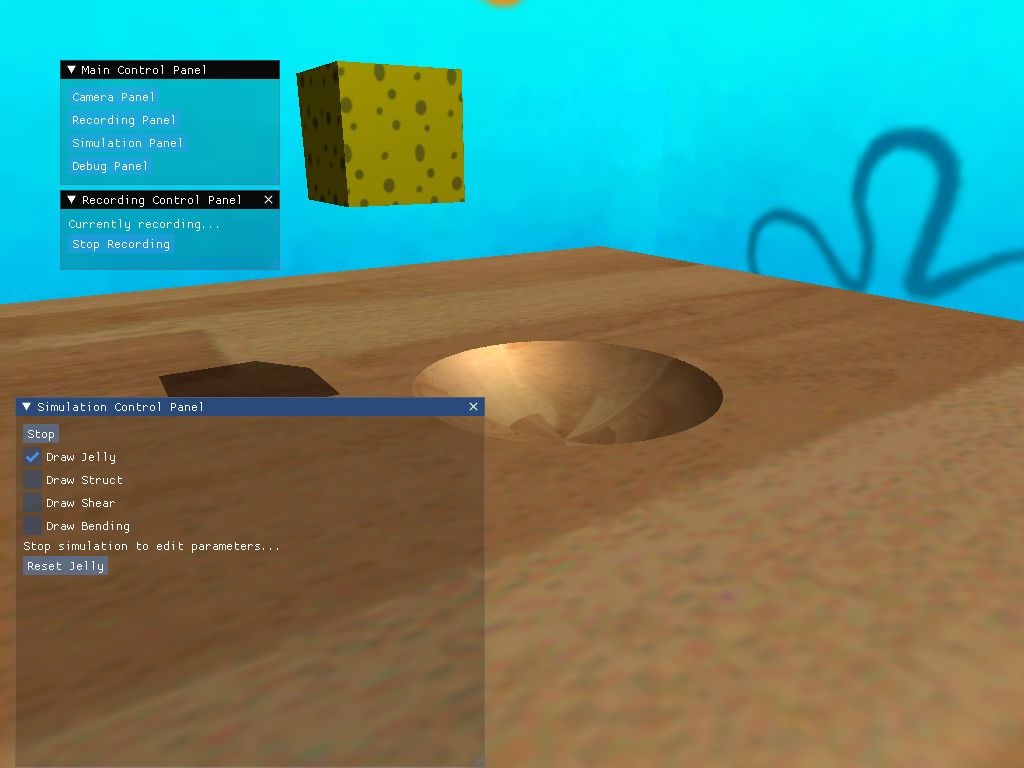 Main Control Panel
Camera Panel
Recording Panel
Simulation Panel
Debug Panel
Recording Control Panel
Currently recording...
Stop Recording
Simulation Control Panel
Stop
Draw Jelly
Draw Struct
Draw Shear
Draw Bending
Stop simulation to edit parameters...
Reset Jelly